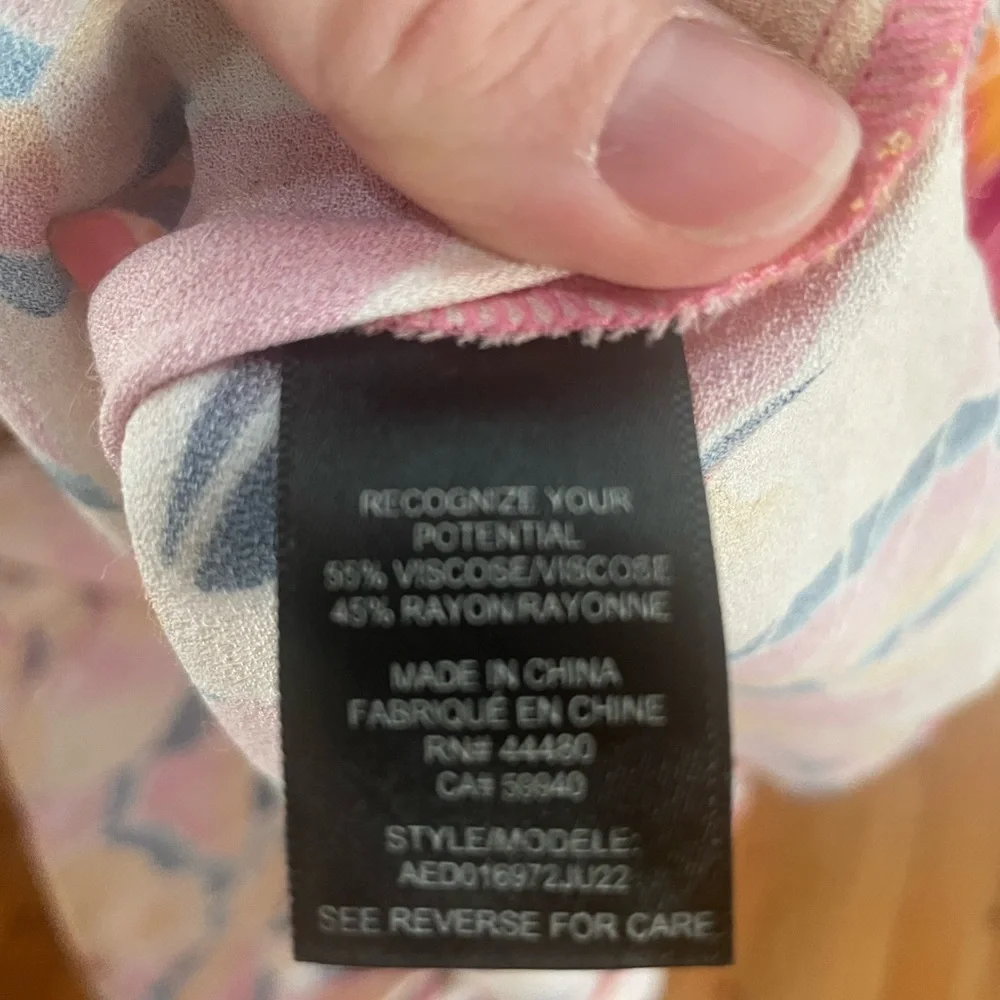 RECOGNIZE YOUR
POTENTIAL
55% VISCOSE/VISCOSE
45% RAYON/RAYONNE
MADE IN CHINA
FABRIQUÉ EN CHINE
RN# 44480
CA# 59940
STYLE/MODELE:
AED016972JU22
SEE REVERSE FOR CARE